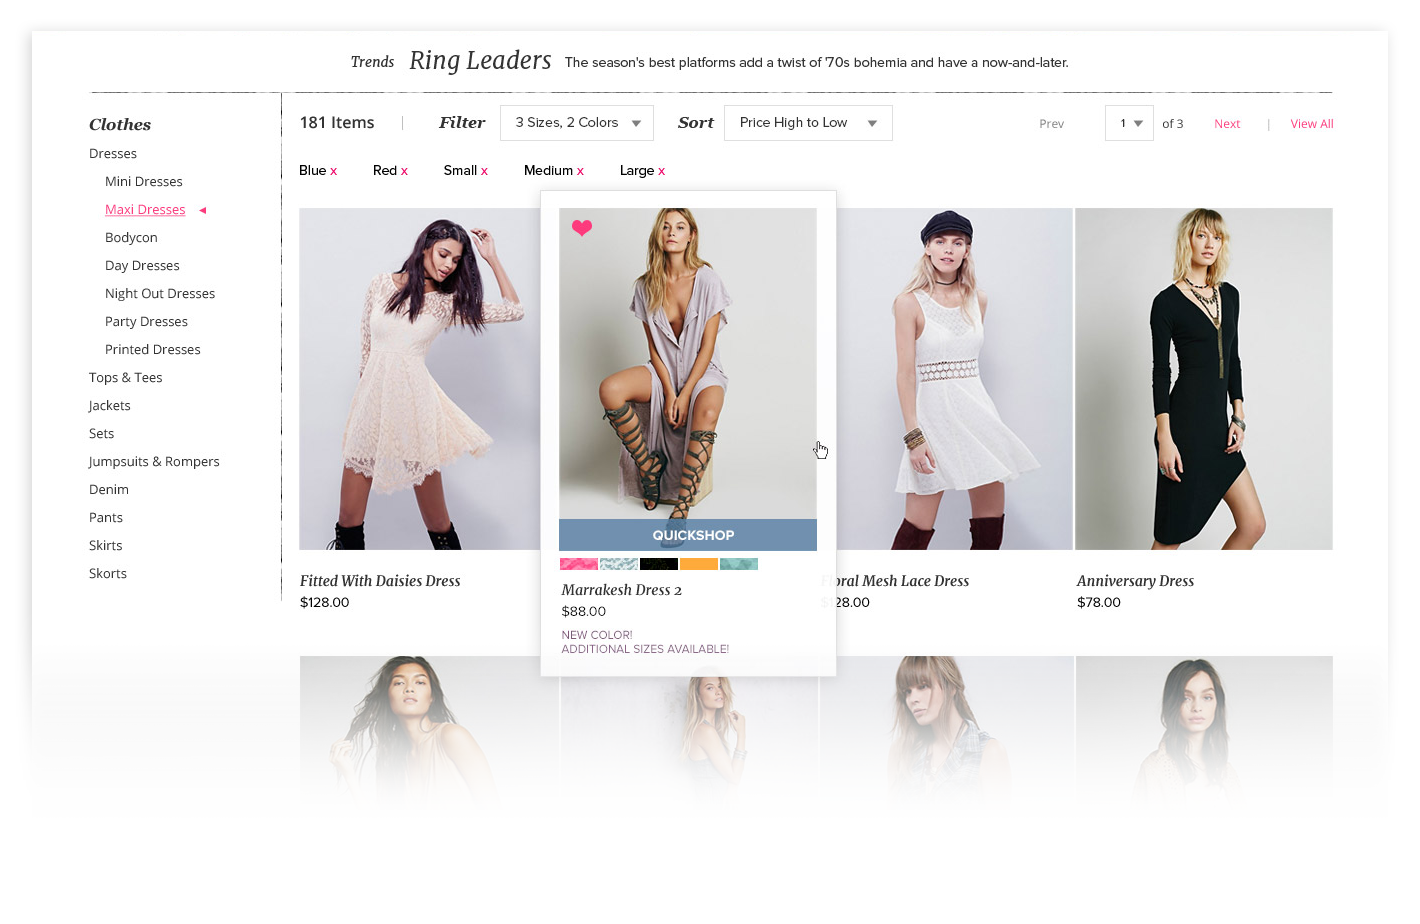 Trends Ring Leaders The season's best platforms add a twist of '70s bohemia and have a now-and-later.
Clothes
Dresses
Mini Dresses
Maxi Dresses
Bodycon
Day Dresses
Night Out Dresses
Party Dresses
Printed Dresses
Tops & Tees
Jackets
Sets
Jumpsuits & Rompers
Denim
Pants
Skirts
Skorts
181 Items | Filter 3 Sizes, 2 Colors Sort Price High to Low Prev 1 of 3 Next | View All
Blue x Red x Small x Medium x Large x
Fitted With Daisies Dress
$128.00
QUICKSHOP
Marrakesh Dress 2
$88.00
NEW COLOR!
ADDITIONAL SIZES AVAILABLE!
Floral Mesh Lace Dress
$128.00
Anniversary Dress
$78.00